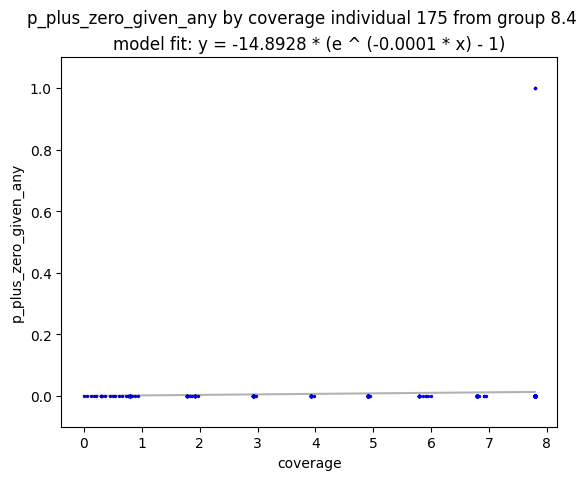 p_plus_zero_given_any by coverage individual 175 from group 8.4
model fit: y = -14.8928 * (e ^ (-0.0001 * x) - 1)
1.0
0.8
0.6
0.4
0.2
0.0
p_plus_zero_given_any
0 1 2 3 4 5 6 7 8
coverage